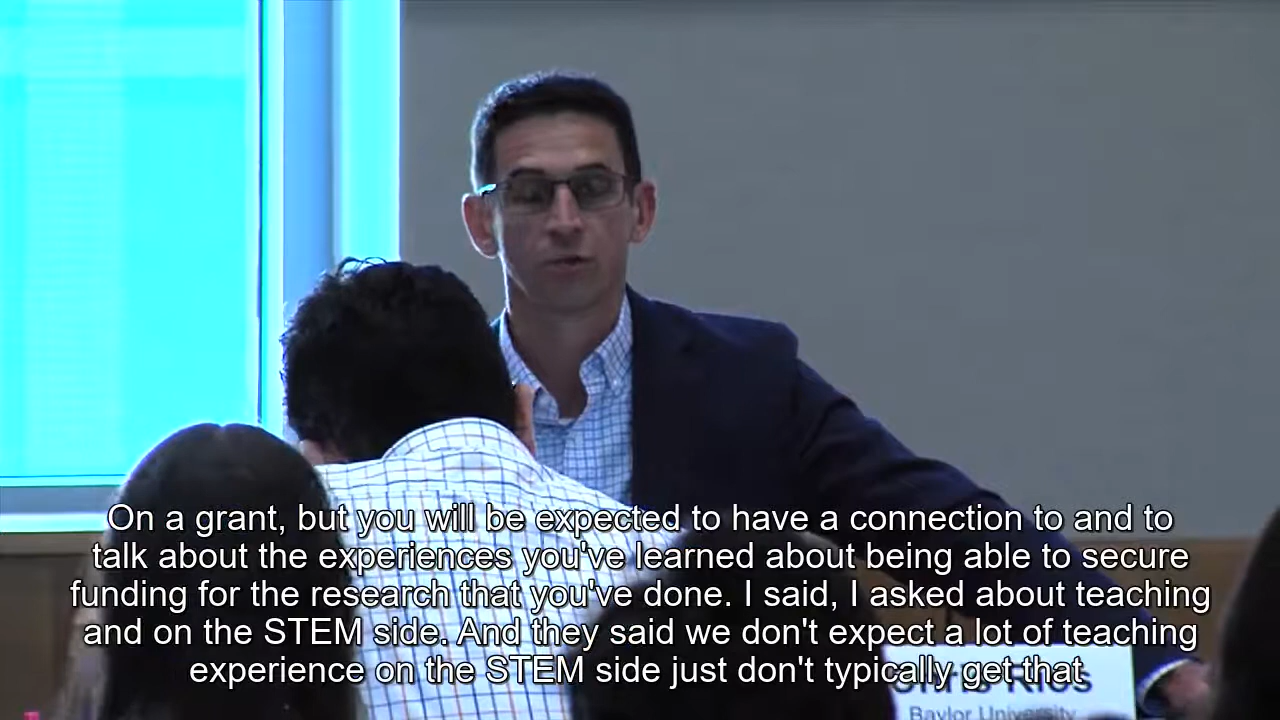 On a grant, but you will be expected to have a connection to and to
talk about the experiences you've learned about being able to secure
funding for the research that you've done. I said, I asked about teaching
and on the STEM side. And they said we don't expect a lot of teaching
experience on the STEM side just don't typically get that
Chris Rios
Baylor University